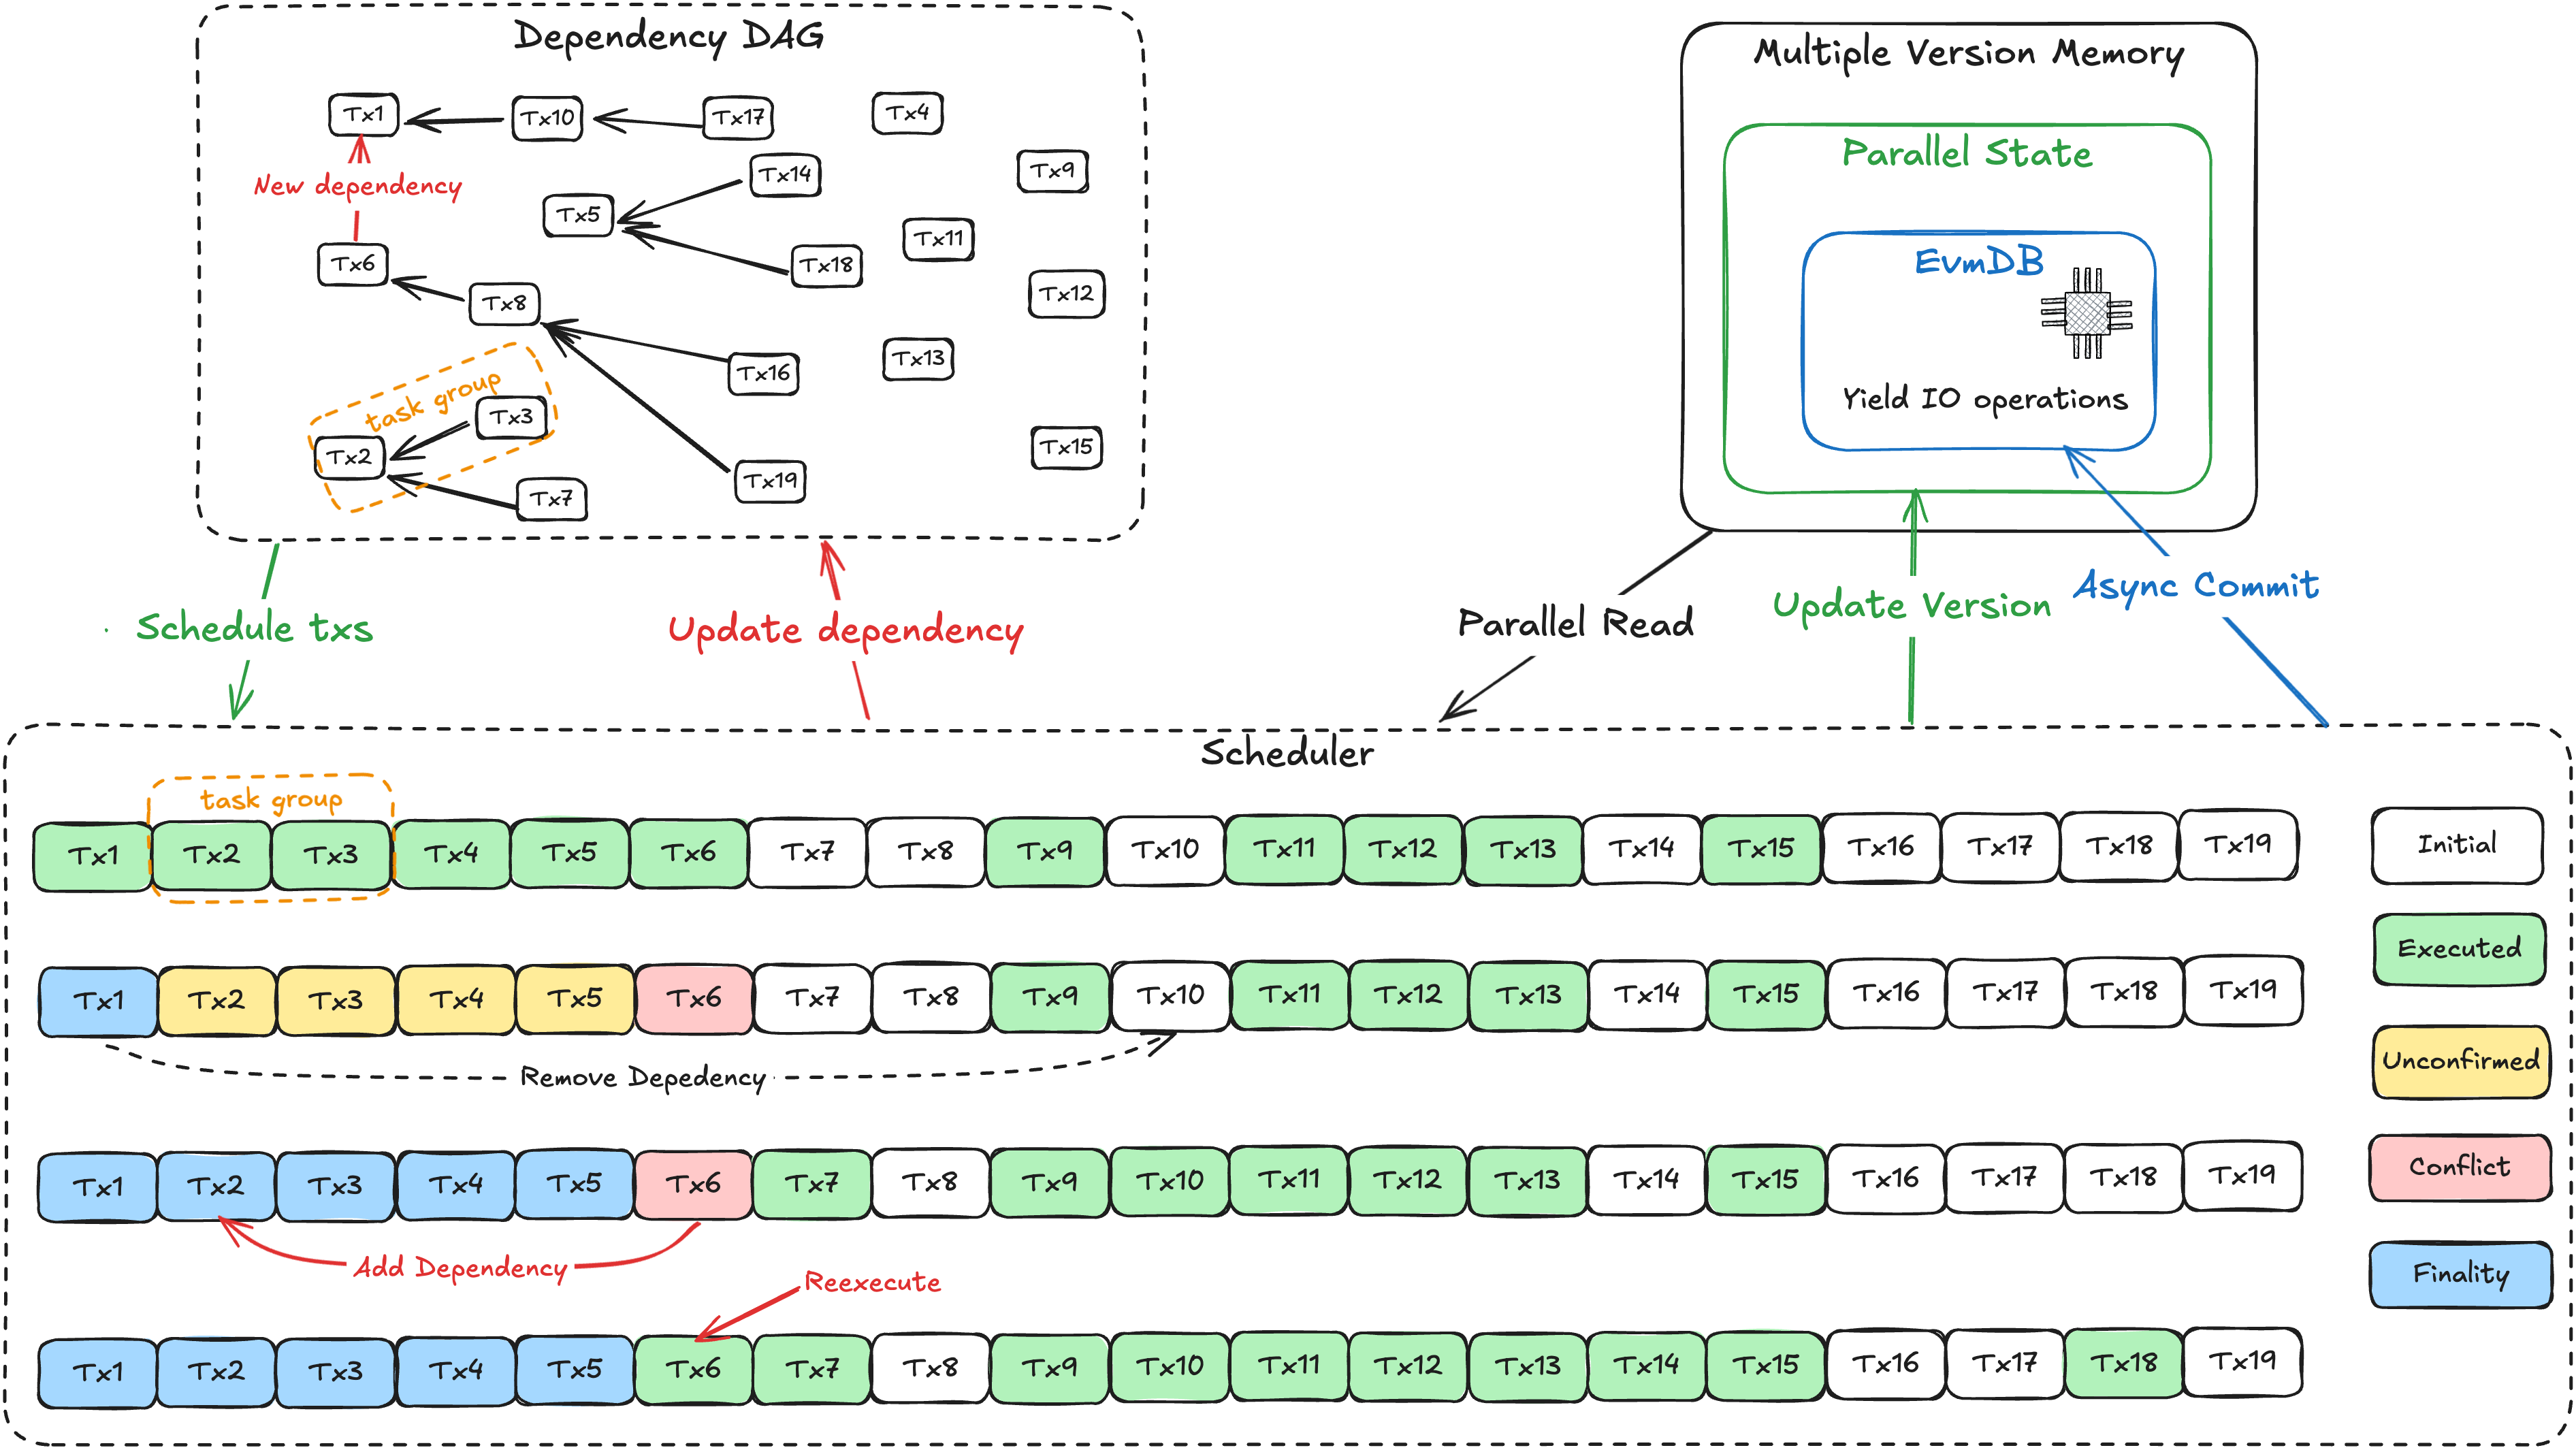 Dependency DAG
Tx1
Tx10
Tx17
Tx4
New dependency
Tx14
Tx9
Tx5
Tx11
Tx6
Tx18
Tx8
Tx12
Tx16
Tx13
task group
Tx3
Tx2
Tx15
Tx7
Tx19
Multiple Version Memory
Parallel State
EvmDB
Yield IO operations
Schedule txs
Update dependency
Parallel Read
Update Version
Async Commit
Scheduler
task group
Tx1 Tx2 Tx3 Tx4 Tx5 Tx6 Tx7 Tx8 Tx9 Tx10 Tx11 Tx12 Tx13 Tx14 Tx15 Tx16 Tx17 Tx18 Tx19
Tx1 Tx2 Tx3 Tx4 Tx5 Tx6 Tx7 Tx8 Tx9 Tx10 Tx11 Tx12 Tx13 Tx14 Tx15 Tx16 Tx17 Tx18 Tx19
Remove Depedency
Tx1 Tx2 Tx3 Tx4 Tx5 Tx6 Tx7 Tx8 Tx9 Tx10 Tx11 Tx12 Tx13 Tx14 Tx15 Tx16 Tx17 Tx18 Tx19
Add Dependency
Reexecute
Tx1 Tx2 Tx3 Tx4 Tx5 Tx6 Tx7 Tx8 Tx9 Tx10 Tx11 Tx12 Tx13 Tx14 Tx15 Tx16 Tx17 Tx18 Tx19
Initial
Executed
Unconfirmed
Conflict
Finality